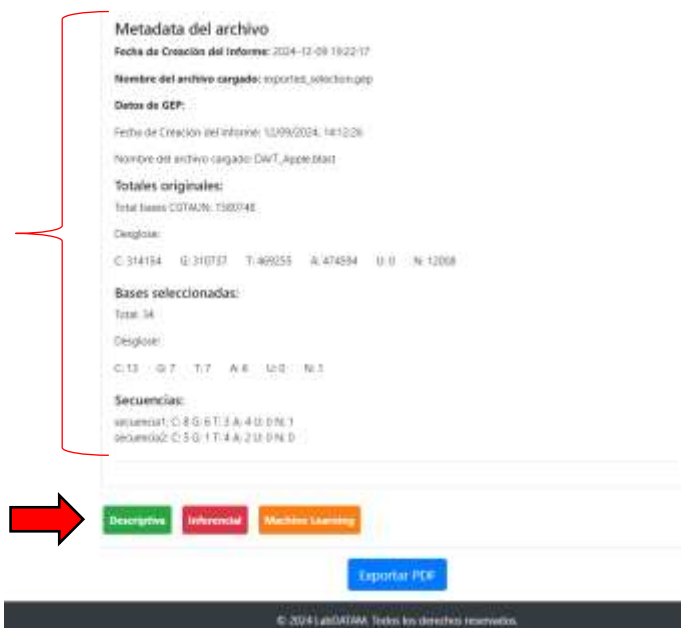 Metadata del archivo
Fecha de Creación del Informe: 2024-12-09 19:22:17
Nombre del archivo cargado: exported_selection.gep
Datos de GEP:
Fecha de Creación del Informe: 12/09/2024, 14:12:26
Nombre del archivo cargado: DAVT_Apple.blast
Totales originales:
Total bases CGTAUN: 1580748
Desglose:
C: 314154 G: 310737 T: 469255 A: 474594 U: 0 N: 12008
Bases seleccionadas:
Total: 34
Desglose:
C: 13 G: 7 T: 7 A: 6 U: 0 N: 1
Secuencias:
secuencia1: C: 8 G: 6 T: 3 A: 4 U: 0 N: 1
secuencia2: C: 5 G: 1 T: 4 A: 2 U: 0 N: 0
Descriptiva Inferencial Machine Learning
Exportar PDF
© 2024 LabDATAM. Todos los derechos reservados.